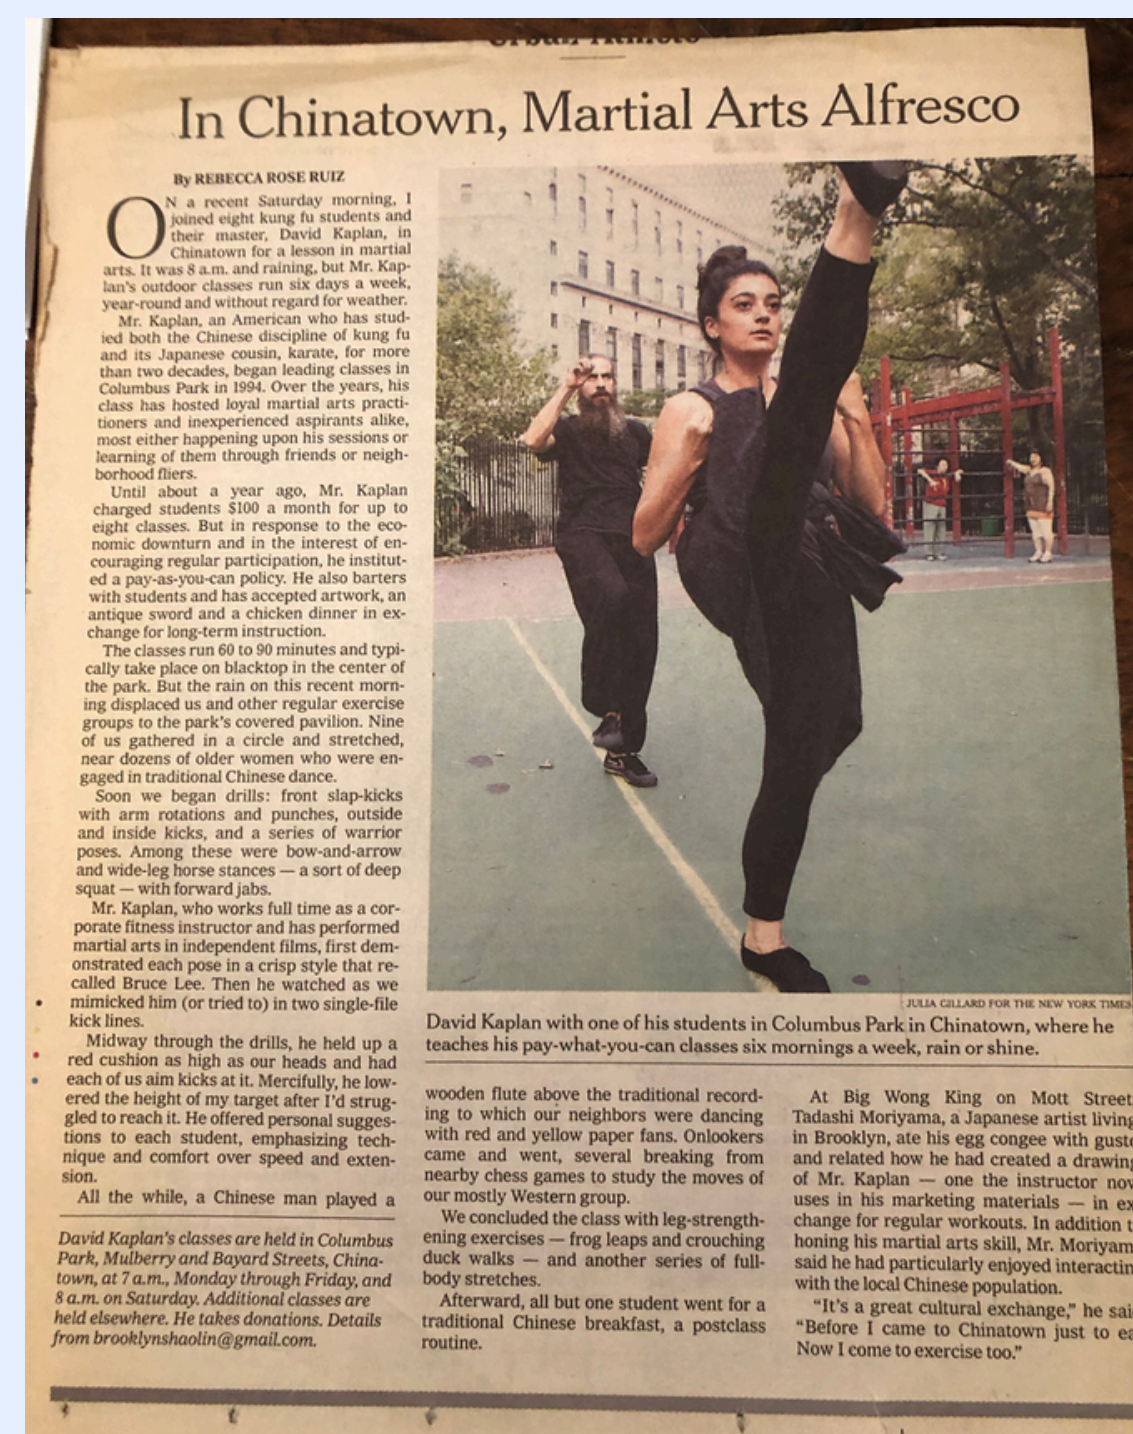 In Chinatown, Martial Arts Alfresco
By REBECCA ROSE RUIZ
ON a recent Saturday morning, I
joined eight kung fu students and
their master, David Kaplan, in
Chinatown for a lesson in martial
arts. It was 8 a.m. and raining, but Mr. Kap-
lan's outdoor classes run six days a week,
year-round and without regard for weather.
Mr. Kaplan, an American who has stud-
ied both the Chinese discipline of kung fu
and its Japanese cousin, karate, for more
than two decades, began leading classes in
Columbus Park in 1994. Over the years, his
class has hosted loyal martial arts practi-
tioners and inexperienced aspirants alike,
most either happening upon his sessions or
learning of them through friends or neigh-
borhood fliers.
Until about a year ago, Mr. Kaplan
charged students $100 a month for up to
eight classes. But in response to the eco-
nomic downturn and in the interest of en-
couraging regular participation, he institut-
ed a pay-as-you-can policy. He also barters
with students and has accepted artwork, an
antique sword and a chicken dinner in ex-
change for long-term instruction.
The classes run 60 to 90 minutes and typi-
cally take place on blacktop in the center of
the park. But the rain on this recent morn-
ing displaced us and other regular exercise
groups to the park's covered pavilion. Nine
of us gathered in a circle and stretched,
near dozens of older women who were en-
gaged in traditional Chinese dance.
Soon we began drills: front slap-kicks
with arm rotations and punches, outside
and inside kicks, and a series of warrior
poses. Among these were bow-and-arrow
and wide-leg horse stances — a sort of deep
squat — with forward jabs.
Mr. Kaplan, who works full time as a cor-
porate fitness instructor and has performed
martial arts in independent films, first dem-
onstrated each pose in a crisp style that re-
called Bruce Lee. Then he watched as we
mimicked him (or tried to) in two single-file
kick lines.
Midway through the drills, he held up a
red cushion as high as our heads and had
each of us aim kicks at it. Mercifully, he low-
ered the height of my target after I'd strug-
gled to reach it. He offered personal sugges-
tions to each student, emphasizing tech-
nique and comfort over speed and exten-
sion.
All the while, a Chinese man played a
David Kaplan's classes are held in Columbus
Park, Mulberry and Bayard Streets, China-
town, at 7 a.m., Monday through Friday, and
8 a.m. on Saturday. Additional classes are
held elsewhere. He takes donations. Details
from brooklynshaolin@gmail.com.
JULIA GILLARD FOR THE NEW YORK TIMES
David Kaplan with one of his students in Columbus Park in Chinatown, where he
teaches his pay-what-you-can classes six mornings a week, rain or shine.
wooden flute above the traditional record-
ing to which our neighbors were dancing
with red and yellow paper fans. Onlookers
came and went, several breaking from
nearby chess games to study the moves of
our mostly Western group.
We concluded the class with leg-strength-
ening exercises — frog leaps and crouching
duck walks — and another series of full-
body stretches.
Afterward, all but one student went for a
traditional Chinese breakfast, a postclass
routine.
At Big Wong King on Mott Street
Tadashi Moriyama, a Japanese artist living
in Brooklyn, ate his egg congee with
and related how he had created a drawing
of Mr. Kaplan — one the instructor
uses in his marketing materials — in ex
change for regular workouts. In addition
honing his martial arts skill, Mr.
said he had particularly enjoyed
with the local Chinese population.
"It's a great cultural exchange," he
"Before I came to Chinatown just to
Now I come to exercise too."